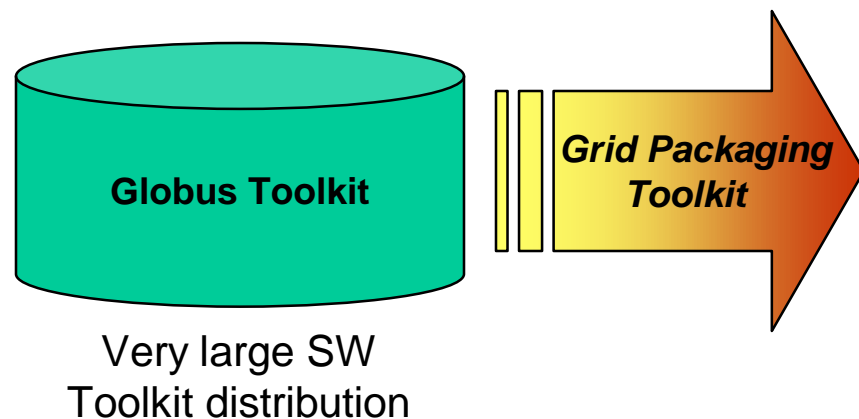 Globus Toolkit
Grid Packaging
Toolkit
Very large SW
Toolkit distribution